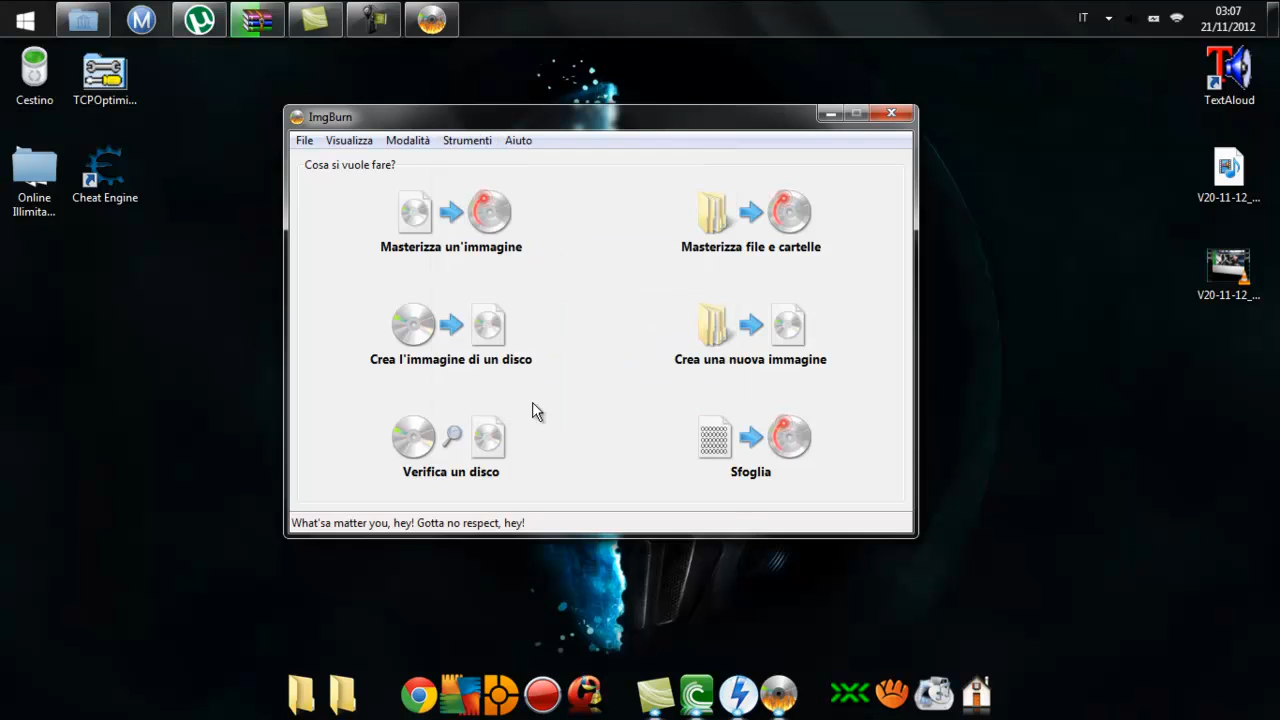 IT
03:07
21/11/2012
Cestino
TCPOptimi...
Online
Illimita...
Cheat Engine
TextAloud
V20-11-12_...
V20-11-12_...
ImgBurn
File Visualizza Modalità Strumenti Aiuto
Cosa si vuole fare?
Masterizza un'immagine
Masterizza file e cartelle
Crea l'immagine di un disco
Crea una nuova immagine
Verifica un disco
Sfoglia
What'sa matter you, hey! Gotta no respect, hey!